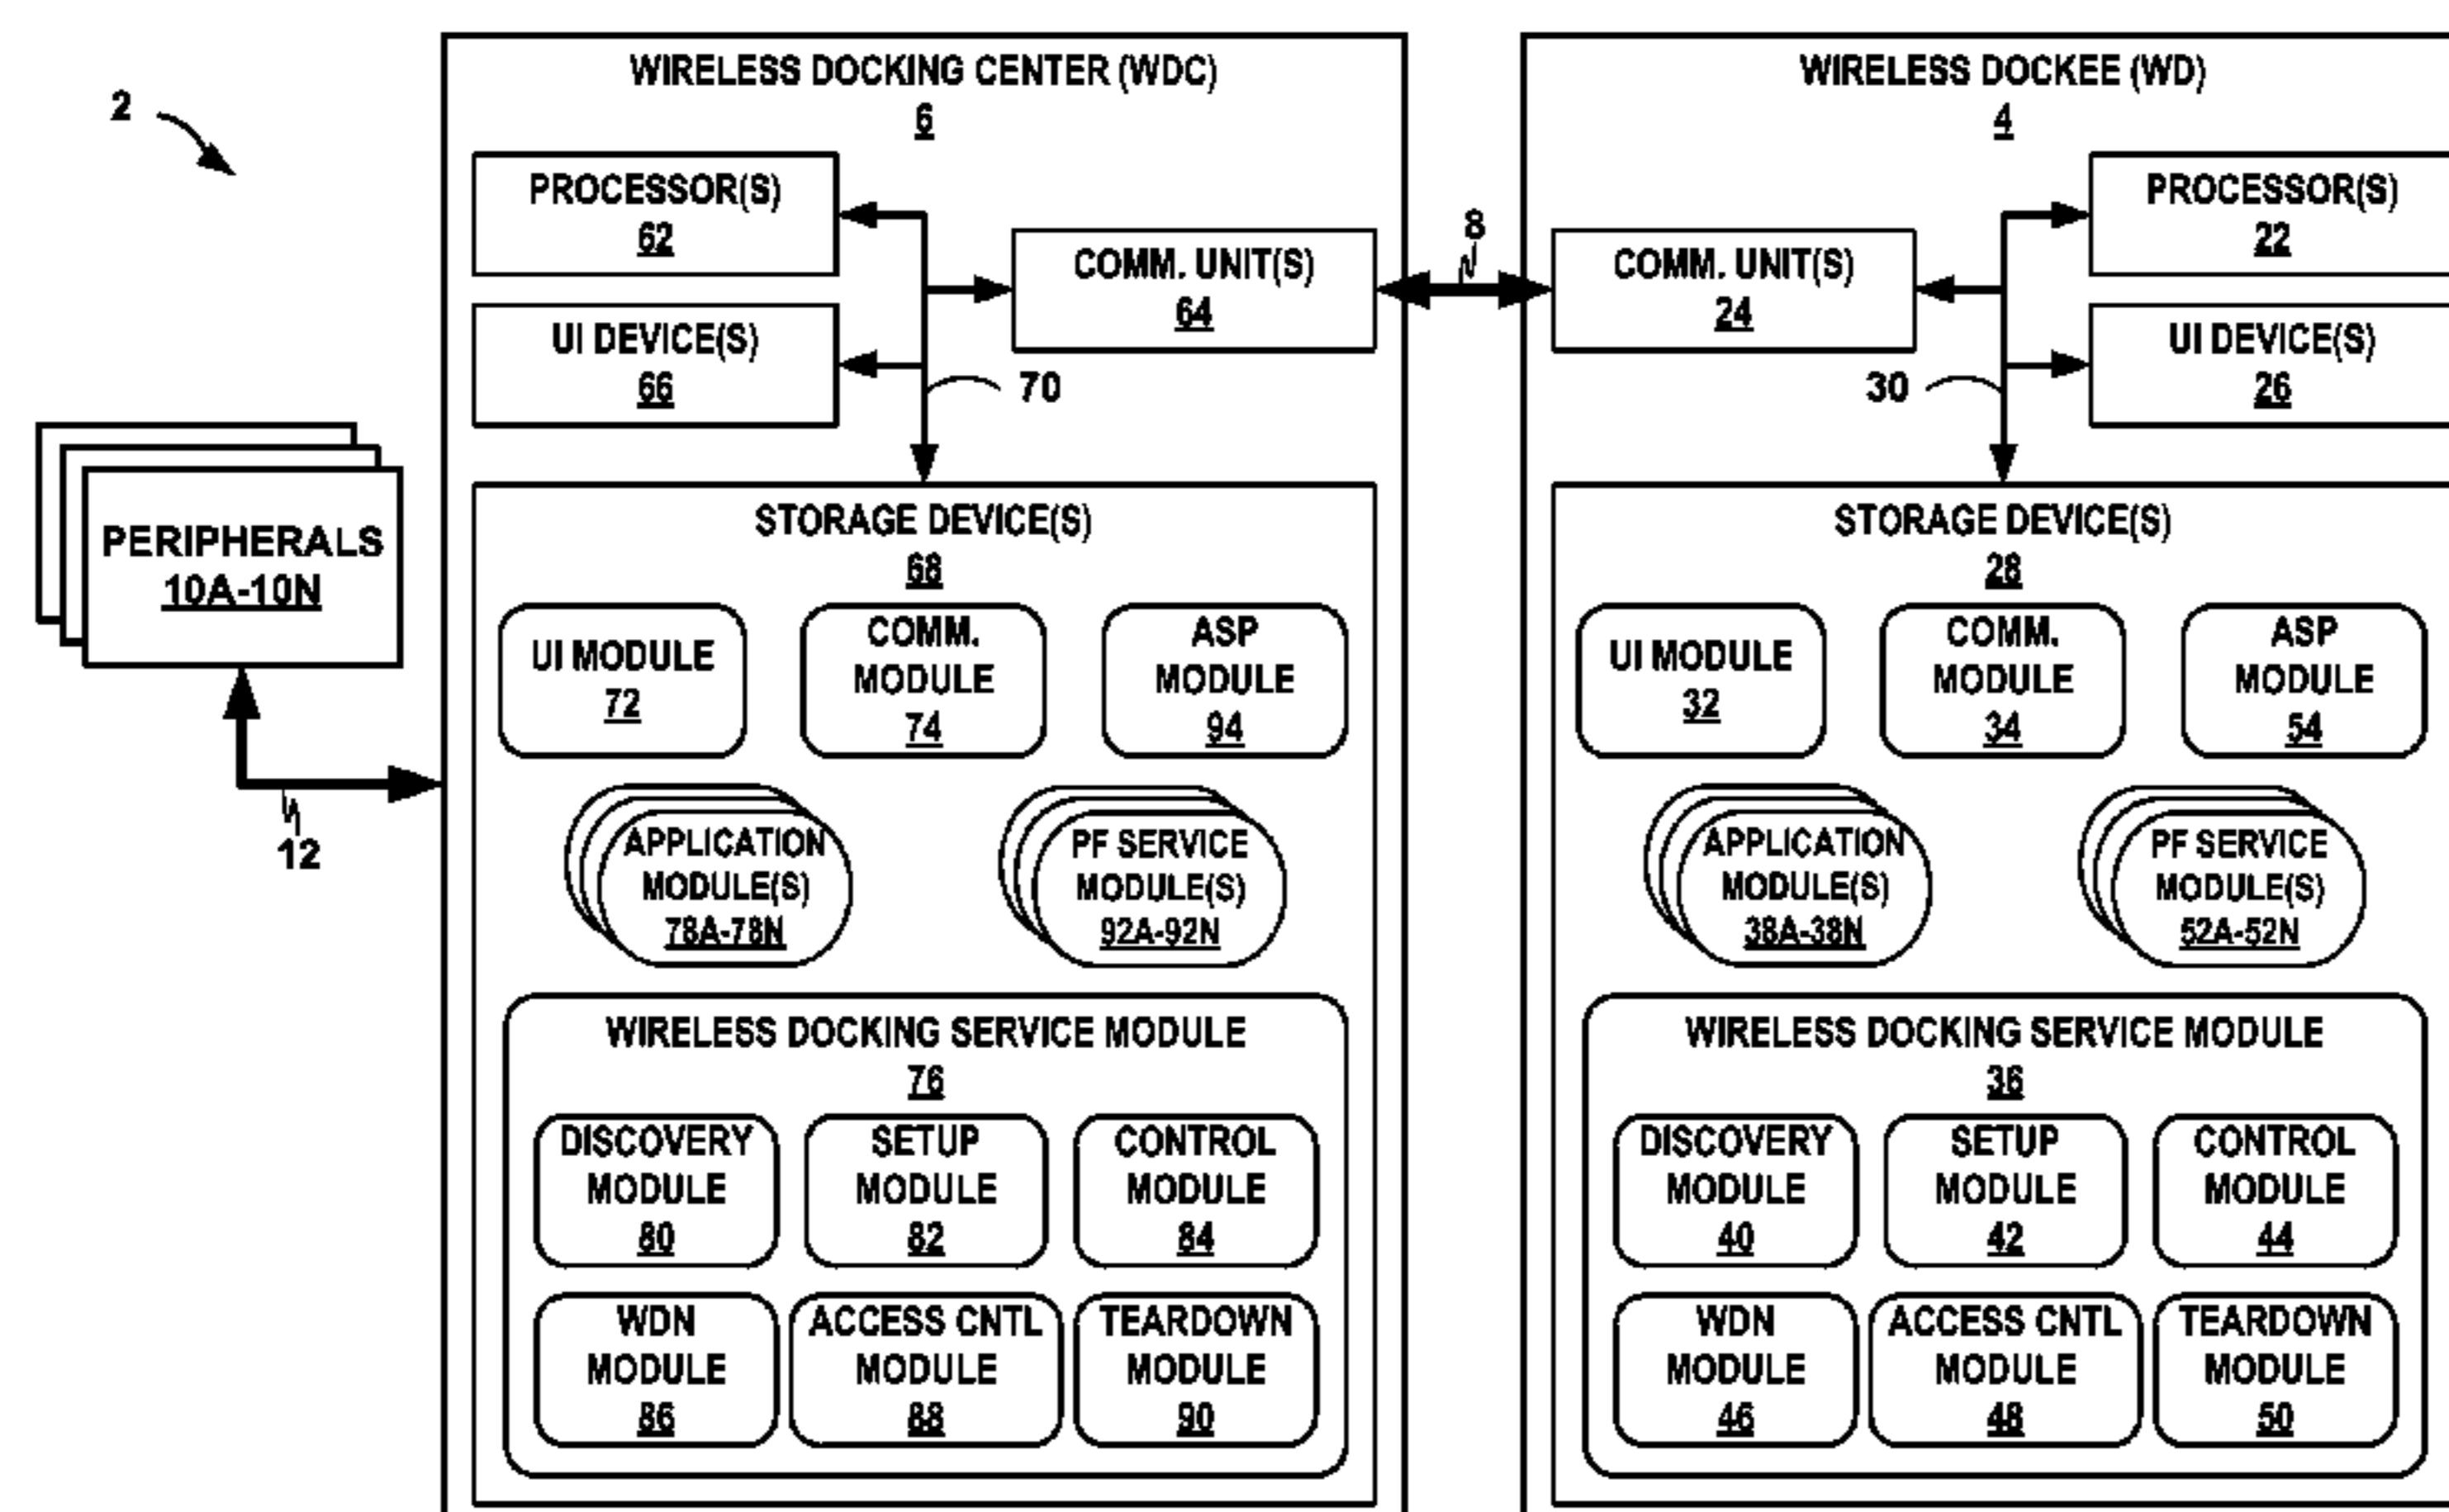 2
WIRELESS DOCKING CENTER (WDC)
6
PROCESSOR(S)
62
COMM. UNIT(S)
64
UI DEVICE(S)
66
70
STORAGE DEVICE(S)
68
UI MODULE
72
COMM.
MODULE
74
ASP
MODULE
94
APPLICATION
MODULE(S)
78A-78N
PF SERVICE
MODULE(S)
92A-92N
WIRELESS DOCKING SERVICE MODULE
76
DISCOVERY
MODULE
80
SETUP
MODULE
82
CONTROL
MODULE
84
WDN
MODULE
86
ACCESS CNTL
MODULE
88
TEARDOWN
MODULE
90
PERIPHERALS
10A-10N
12
8
WIRELESS DOCKEE (WD)
4
PROCESSOR(S)
22
COMM. UNIT(S)
24
UI DEVICE(S)
26
30
STORAGE DEVICE(S)
28
UI MODULE
32
COMM.
MODULE
34
ASP
MODULE
54
APPLICATION
MODULE(S)
38A-38N
PF SERVICE
MODULE(S)
52A-52N
WIRELESS DOCKING SERVICE MODULE
36
DISCOVERY
MODULE
40
SETUP
MODULE
42
CONTROL
MODULE
44
WDN
MODULE
46
ACCESS CNTL
MODULE
48
TEARDOWN
MODULE
50